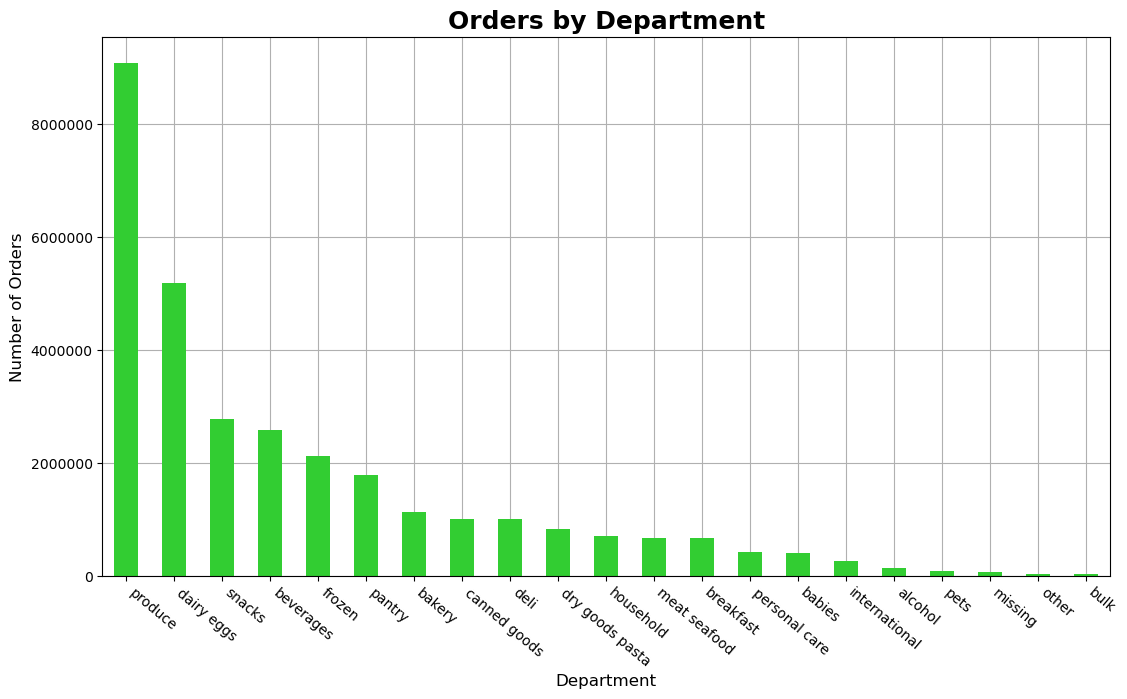 Orders by Department
Number of Orders
8000000
6000000
4000000
2000000
0
produce
dairy eggs
snacks
beverages
frozen
pantry
bakery
canned goods
deli
dry goods pasta
household
meat seafood
breakfast
personal care
babies
international
alcohol
pets
missing
other
bulk
Department